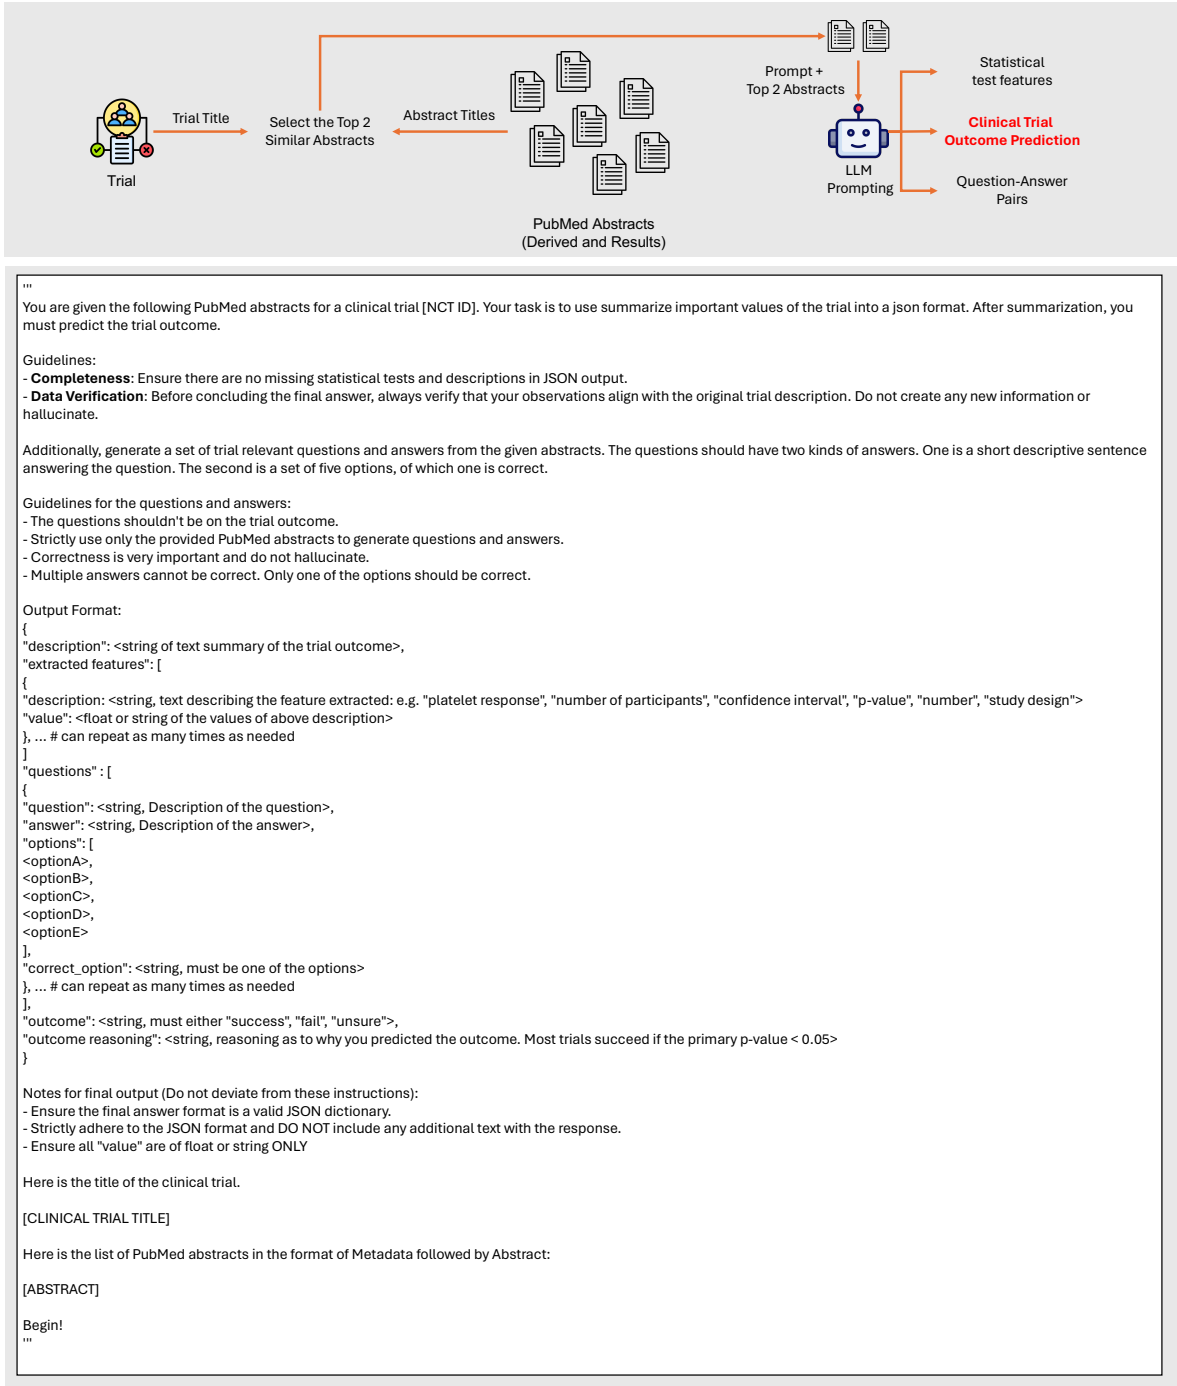 Trial
Trial Title
Select the Top 2
Similar Abstracts
Abstract Titles
PubMed Abstracts
(Derived and Results)
Prompt +
Top 2 Abstracts
LLM
Prompting
Statistical
test features
Clinical Trial
Outcome Prediction
Question-Answer
Pairs
'''
You are given the following PubMed abstracts for a clinical trial [NCT ID]. Your task is to use summarize important values of the trial into a json format. After summarization, you
must predict the trial outcome.
Guidelines:
- Completeness: Ensure there are no missing statistical tests and descriptions in JSON output.
- Data Verification: Before concluding the final answer, always verify that your observations align with the original trial description. Do not create any new information or
hallucinate.
Additionally, generate a set of trial relevant questions and answers from the given abstracts. The questions should have two kinds of answers. One is a short descriptive sentence
answering the question. The second is a set of five options, of which one is correct.
Guidelines for the questions and answers:
- The questions shouldn't be on the trial outcome.
- Strictly use only the provided PubMed abstracts to generate questions and answers.
- Correctness is very important and do not hallucinate.
- Multiple answers cannot be correct. Only one of the options should be correct.
Output Format:
{
"description": <string of text summary of the trial outcome>,
"extracted features": [
{
"description: <string, text describing the feature extracted: e.g. "platelet response", "number of participants", "confidence interval", "p-value", "number", "study design">
"value": <float or string of the values of above description>
}, ... # can repeat as many times as needed
]
"questions" : [
{
"question": <string, Description of the question>,
"answer": <string, Description of the answer>,
"options": [
<optionA>,
<optionB>,
<optionC>,
<optionD>,
<optionE>
],
"correct_option": <string, must be one of the options>
}, ... # can repeat as many times as needed
],
"outcome": <string, must either "success", "fail", "unsure">,
"outcome reasoning": <string, reasoning as to why you predicted the outcome. Most trials succeed if the primary p-value < 0.05>
}
Notes for final output (Do not deviate from these instructions):
- Ensure the final answer format is a valid JSON dictionary.
- Strictly adhere to the JSON format and DO NOT include any additional text with the response.
- Ensure all "value" are of float or string ONLY
Here is the title of the clinical trial.
[CLINICAL TRIAL TITLE]
Here is the list of PubMed abstracts in the format of Metadata followed by Abstract:
[ABSTRACT]
Begin!
'''